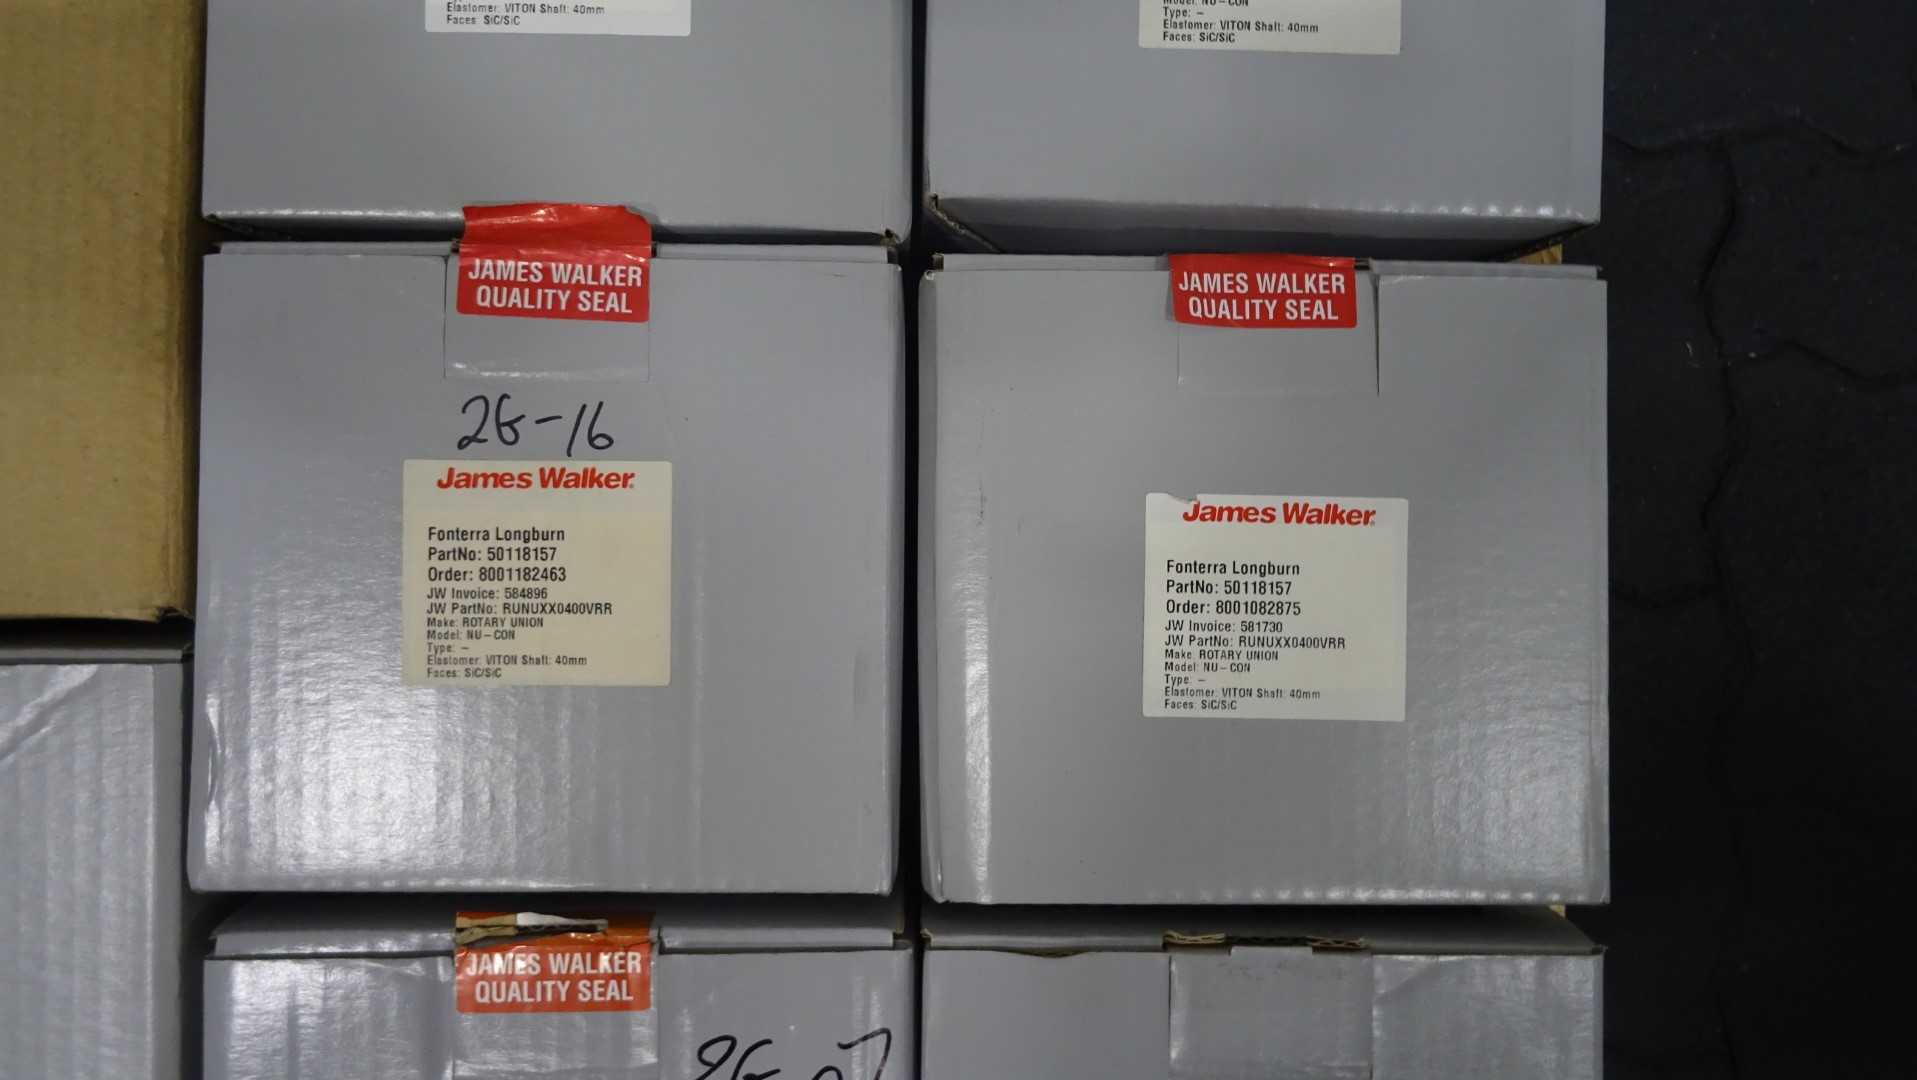 Elastomer: VITON Shaft: 40mm
Faces: SiC/SiC
Model: NU-CON
Type: -
Elastomer: VITON Shaft: 40mm
Faces: SiC/SiC
JAMES WALKER
QUALITY SEAL
JAMES WALKER
QUALITY SEAL
26-16
James Walker
Fonterra Longburn
PartNo: 50118157
Order: 8001182463
JW Invoice: 584896
JW PartNo: RUNUXX0400VRR
Make: ROTARY UNION
Model: NU-CON
Type: -
Elastomer: VITON Shaft: 40mm
Faces: SiC/SiC
James Walker
Fonterra Longburn
PartNo: 50118157
Order: 8001082875
JW Invoice: 581730
JW PartNo: RUNUXX0400VRR
Make: ROTARY UNION
Model: NU-CON
Type: -
Elastomer: VITON Shaft: 40mm
Faces: SiC/SiC
JAMES WALKER
QUALITY SEAL